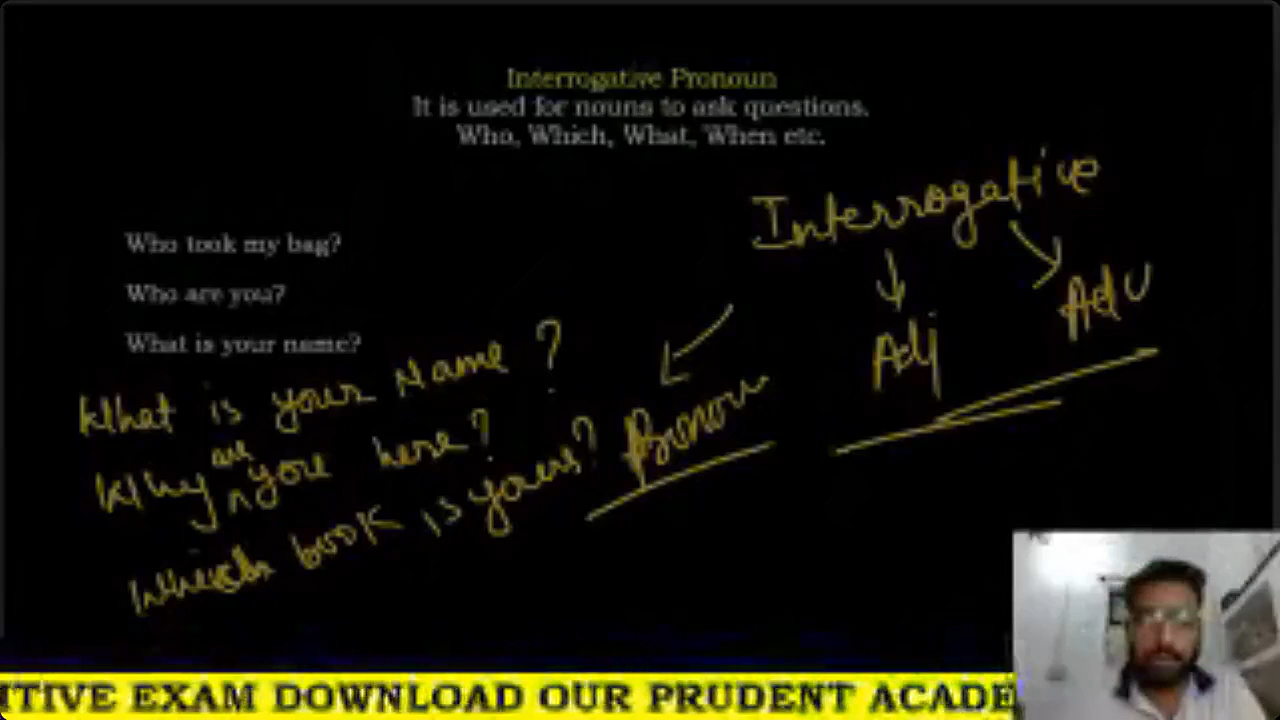 Interrogative Pronoun
It is used for nouns to ask questions.
Who, Which, What, When etc.
Interrogative
Adj
Adv
Who took my bag?
Who are you?
What is your name?
What is your Name ?
Why are you here?
Which book is yours?
ITIVE EXAM DOWNLOAD OUR PRUDENT ACADE